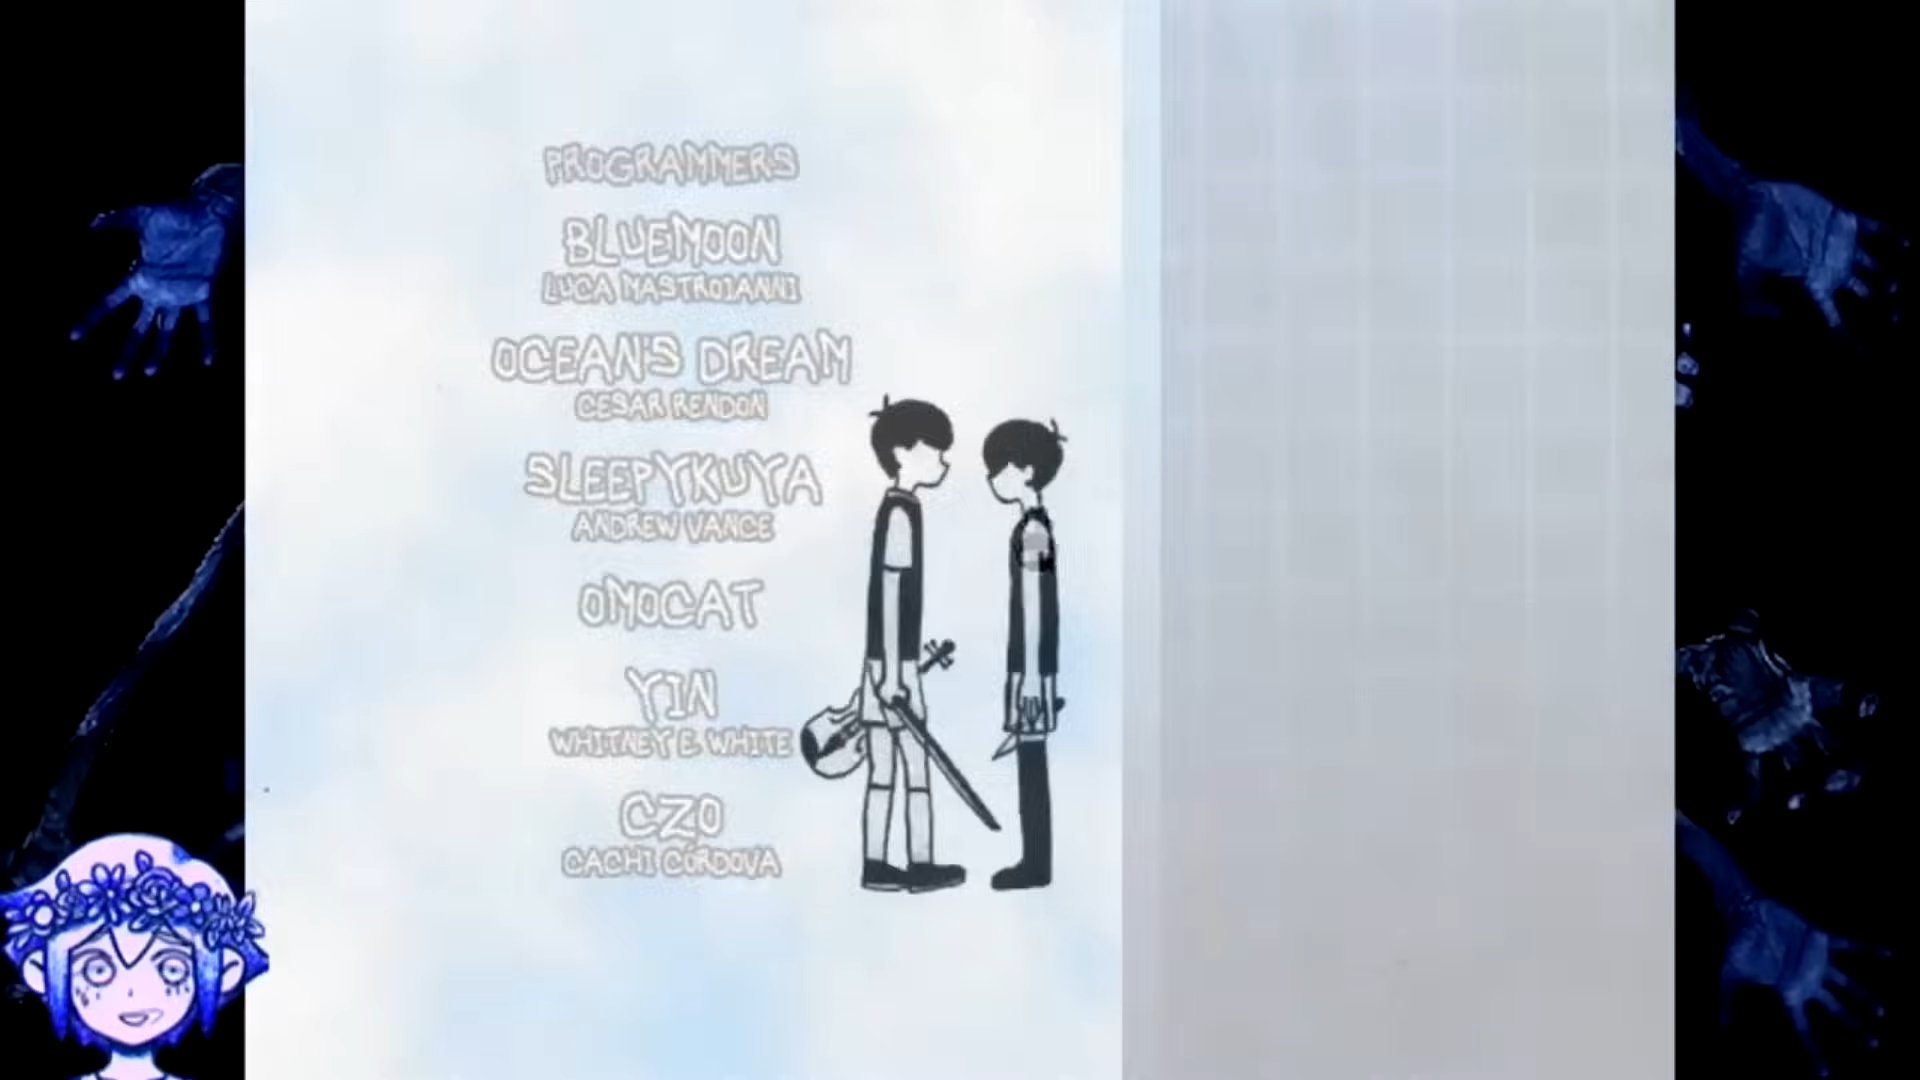 PROGRAMMERS
BLUEMOON
LUCA MASTROIANNI
OCEAN'S DREAM
CESAR RENDON
SLEEPYKUYA
ANDREW VANCE
OMOCAT
YIN
WHITNEY E. WHITE
CZO
CACHI CÓRDOVA